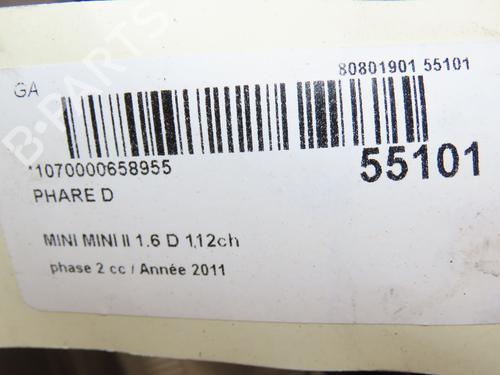 GA
80801901 55101
*1070000658955
55101
PHARE D
MINI MINI II 1.6 D 112ch
phase 2 cc / Année 2011
B-PARTS